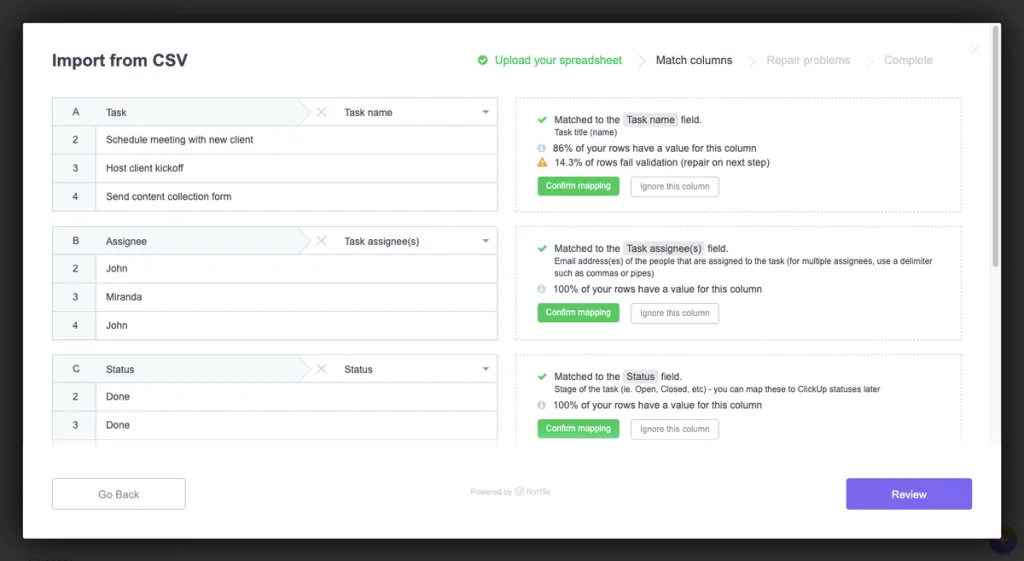 Import from CSV
Upload your spreadsheet Match columns Repair problems Complete
A Task Task name
2 Schedule meeting with new client
3 Host client kickoff
4 Send content collection form
Matched to the Task name field.
Task title (name)
86% of your rows have a value for this column
14.3% of rows fail validation (repair on next step)
Confirm mapping Ignore this column
B Assignee Task assignee(s)
2 John
3 Miranda
4 John
Matched to the Task assignee(s) field.
Email address(es) of the people that are assigned to the task (for multiple assignees, use a delimiter
such as commas or pipes)
100% of your rows have a value for this column
Confirm mapping Ignore this column
C Status Status
2 Done
3 Done
Matched to the Status field.
Stage of the task (ie. Open, Closed, etc) - you can map these to ClickUp statuses later
100% of your rows have a value for this column
Confirm mapping Ignore this column
Go Back
Powered by flatfile
Review